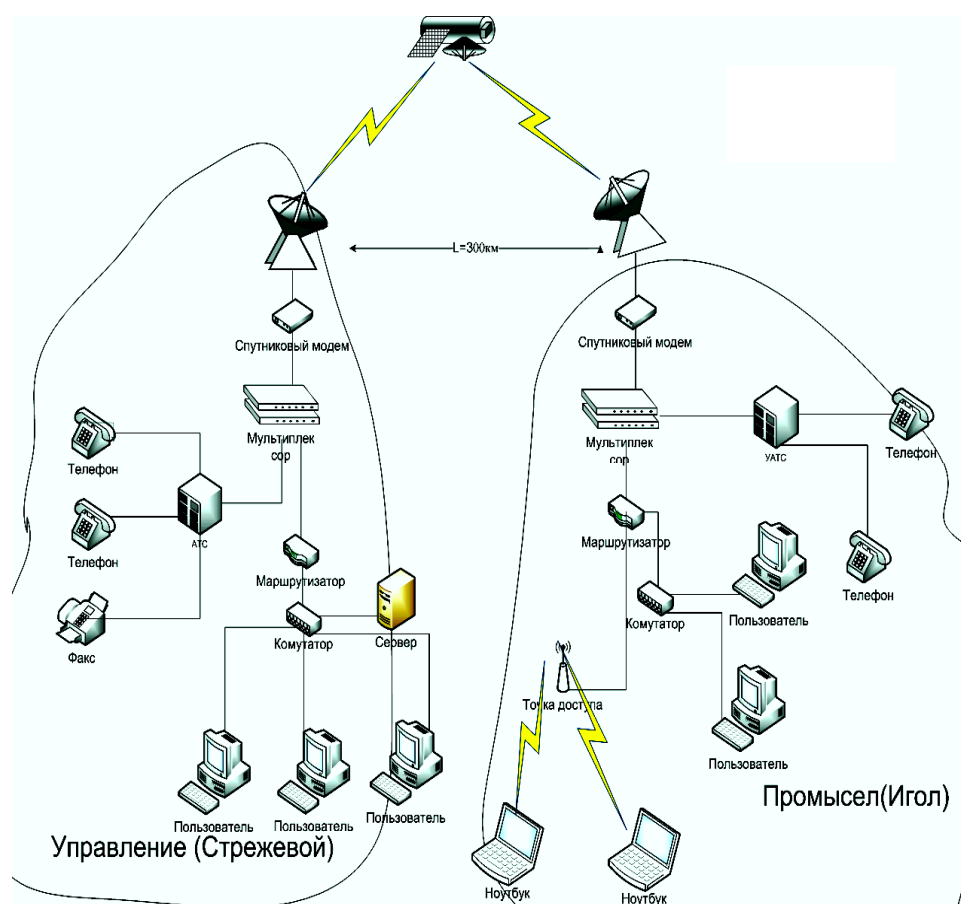 L=300км
Спутниковый модем
Спутниковый модем
Мультиплек
сор
Мультиплек
сор
УАТС
Телефон
Телефон
АТС
Телефон
Маршрутизатор
Маршрутизатор
Телефон
Факс
Комутатор
Сервер
Комутатор
Пользователь
Точка доступа
Пользователь
Пользователь
Пользователь
Пользователь
Управление (Стрежевой)
Промысел(Игол)
Ноутбук
Ноутбук